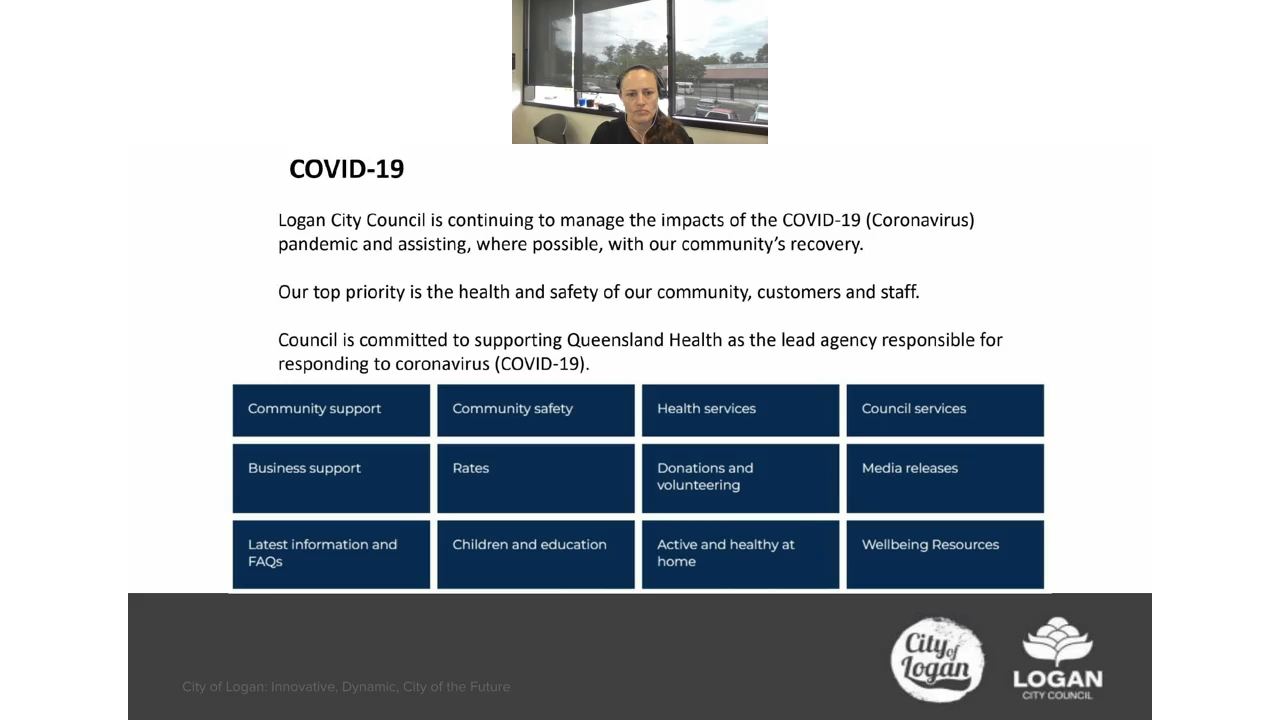 COVID-19
Logan City Council is continuing to manage the impacts of the COVID-19 (Coronavirus)
pandemic and assisting, where possible, with our community's recovery.
Our top priority is the health and safety of our community, customers and staff.
Council is committed to supporting Queensland Health as the lead agency responsible for
responding to coronavirus (COVID-19).
Community support
Community safety
Health services
Council services
Business support
Rates
Donations and
volunteering
Media releases
Latest information and
FAQs
Children and education
Active and healthy at
home
Wellbeing Resources
City of Logan: Innovative, Dynamic, City of the Future
City of
Logan
LOGAN
CITY COUNCIL